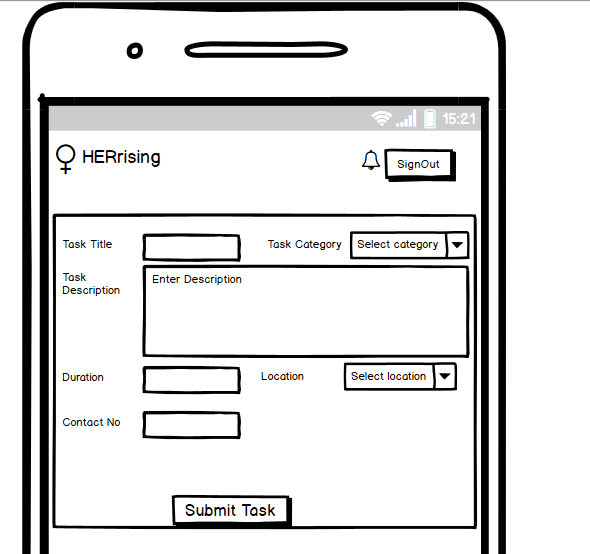 15:21
HERrising
SignOut
Task Title
Task Category
Select category
Task
Description
Enter Description
Duration
Location
Select location
Contact No
Submit Task